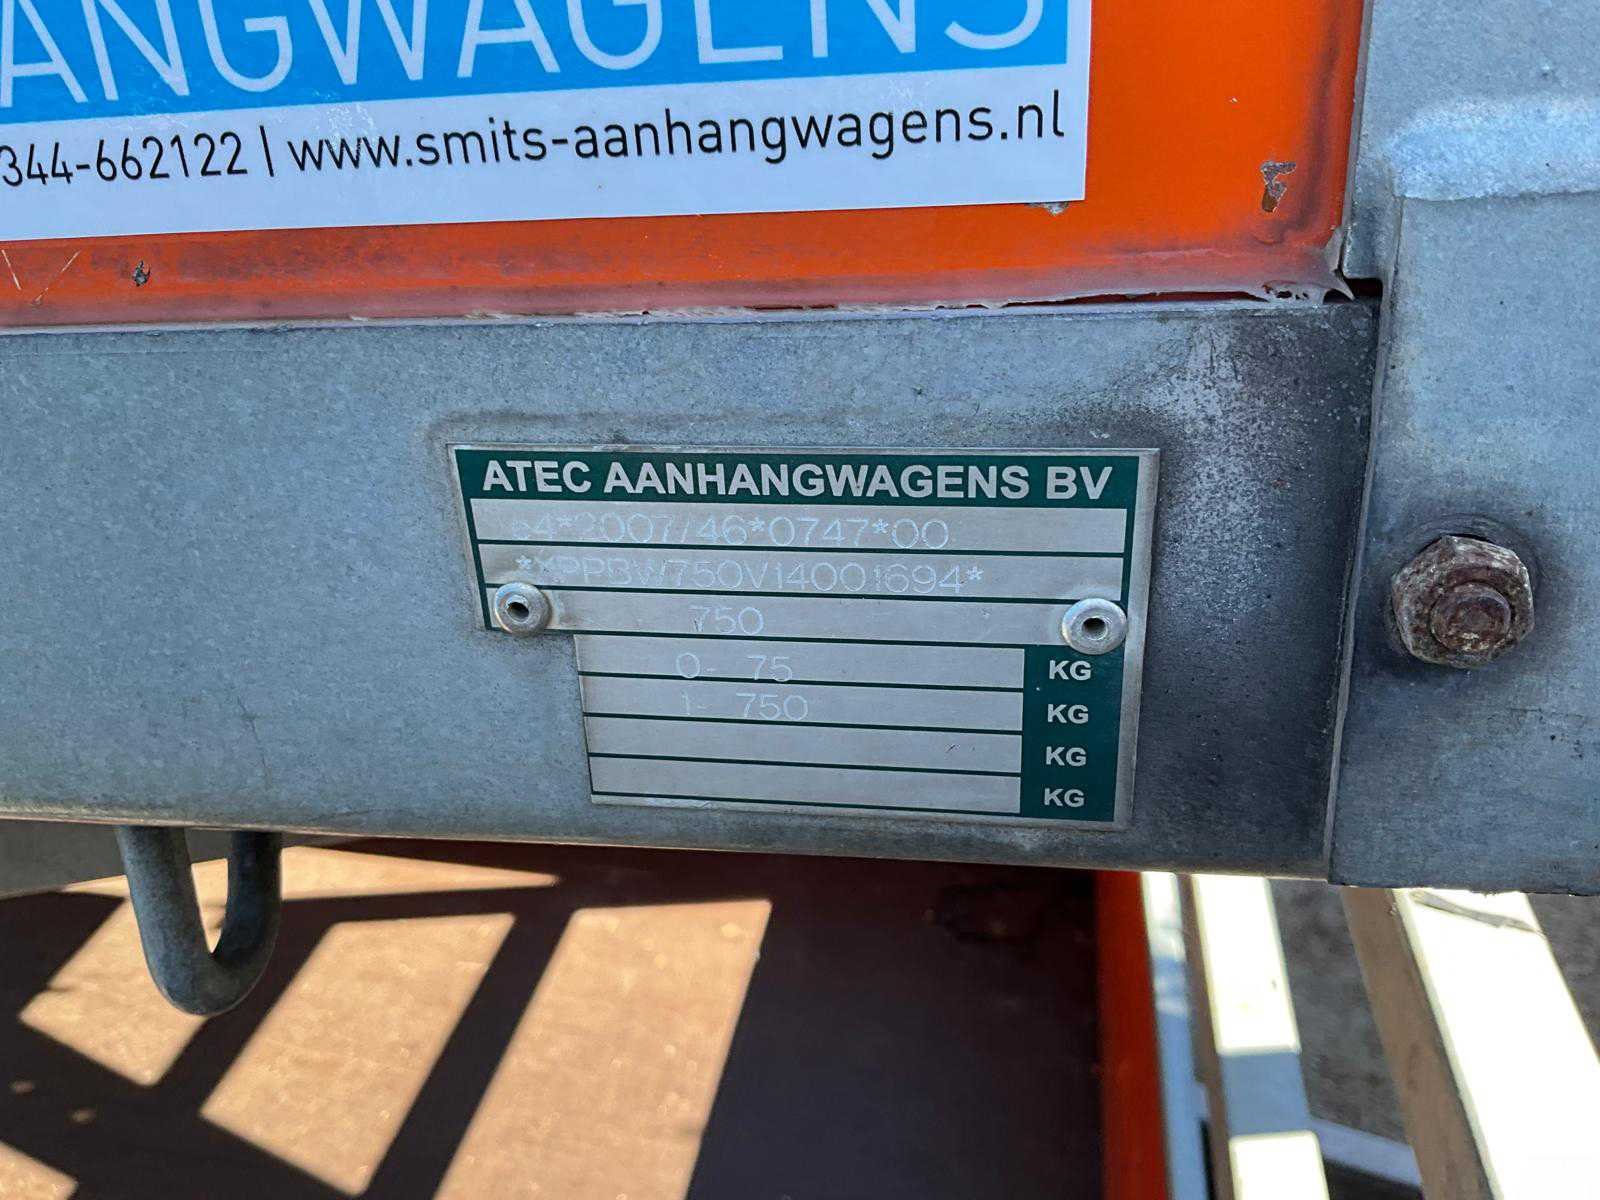 ANGWAGENS
344-662122 | www.smits-aanhangwagens.nl
ATEC AANHANGWAGENS BV
e4*2007/46*0747*00
*XPPBW750V14001694*
750
0- 75 KG
1- 750 KG
KG
KG